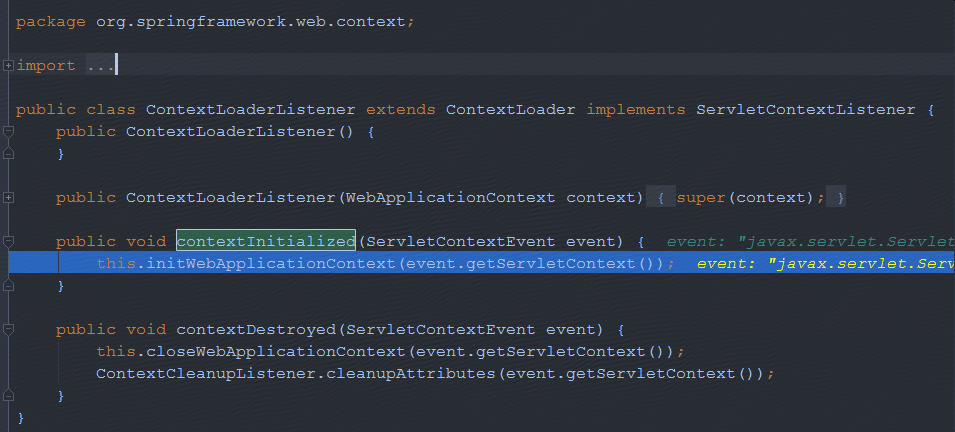 package org.springframework.web.context;
import ...
public class ContextLoaderListener extends ContextLoader implements ServletContextListener {
public ContextLoaderListener() {
}
public ContextLoaderListener(WebApplicationContext context) { super(context); }
public void contextInitialized(ServletContextEvent event) { event: "javax.servlet.Servlet
this.initWebApplicationContext(event.getServletContext()); event: "javax.servlet.Serv
}
public void contextDestroyed(ServletContextEvent event) {
this.closeWebApplicationContext(event.getServletContext());
ContextCleanupListener.cleanupAttributes(event.getServletContext());
}
}